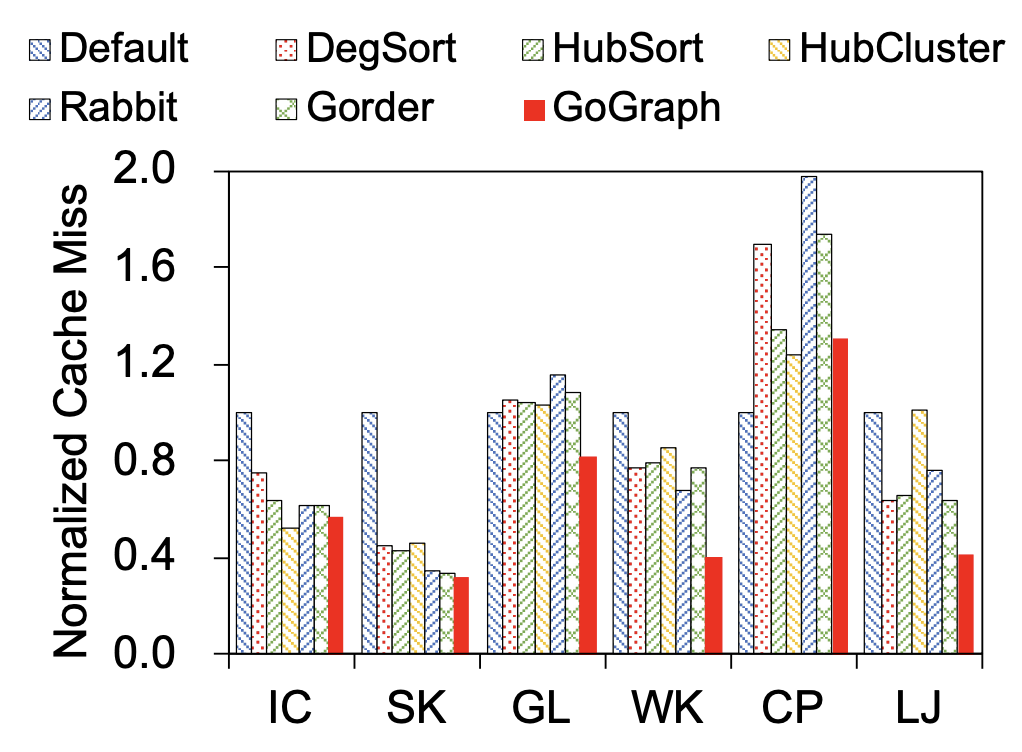 Default DegSort HubSort HubCluster
Rabbit Gorder GoGraph
Normalized Cache Miss
2.0
1.6
1.2
0.8
0.4
0.0
IC SK GL WK CP LJ